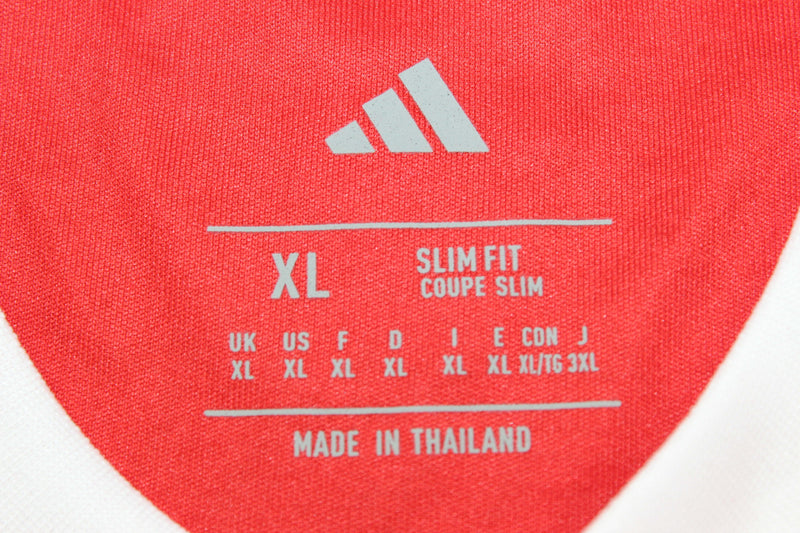 XL SLIM FIT
COUPE SLIM
UK US F D I E CDN J
XL XL XL XL XL XL XL/TG 3XL
MADE IN THAILAND